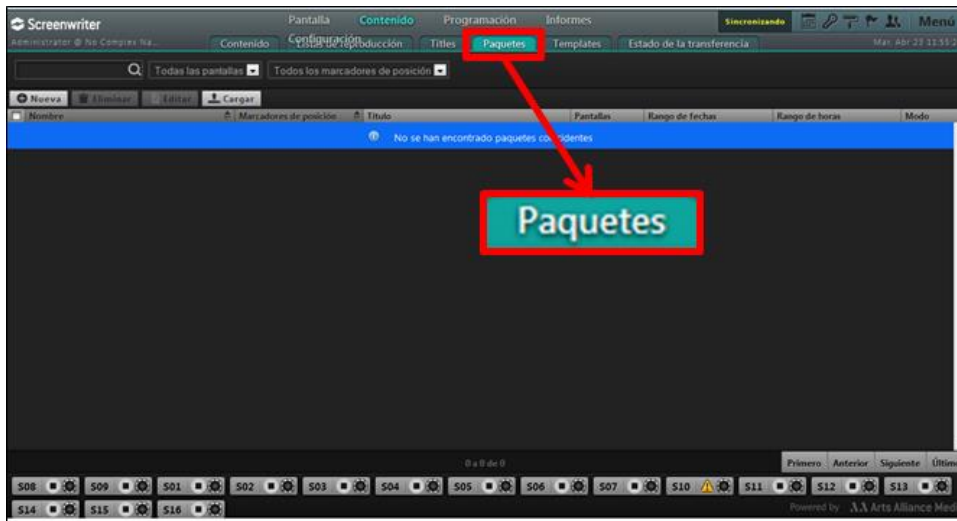 Screenwriter
Pantalla Contenido Programación Informes
Configuración
Sincronizando
Menú
Administrator @ No Complex Na...
Contenido Listas de reproducción Titles Paquetes Templates Estado de la transferencia
Mar, Abr 23 11:55:2
Todas las pantallas Todos los marcadores de posición
Nueva Eliminar Editar Cargar
Nombre Marcadores de posición Título Pantallas Rango de fechas Rango de horas Modo
No se han encontrado paquetes coincidentes
Paquetes
0 a 0 de 0
Primero Anterior Siguiente Último
S08 S09 S01 S02 S03 S04 S05 S06 S07 S10 S11 S12 S13
S14 S15 S16
Powered by AA Arts Alliance Med